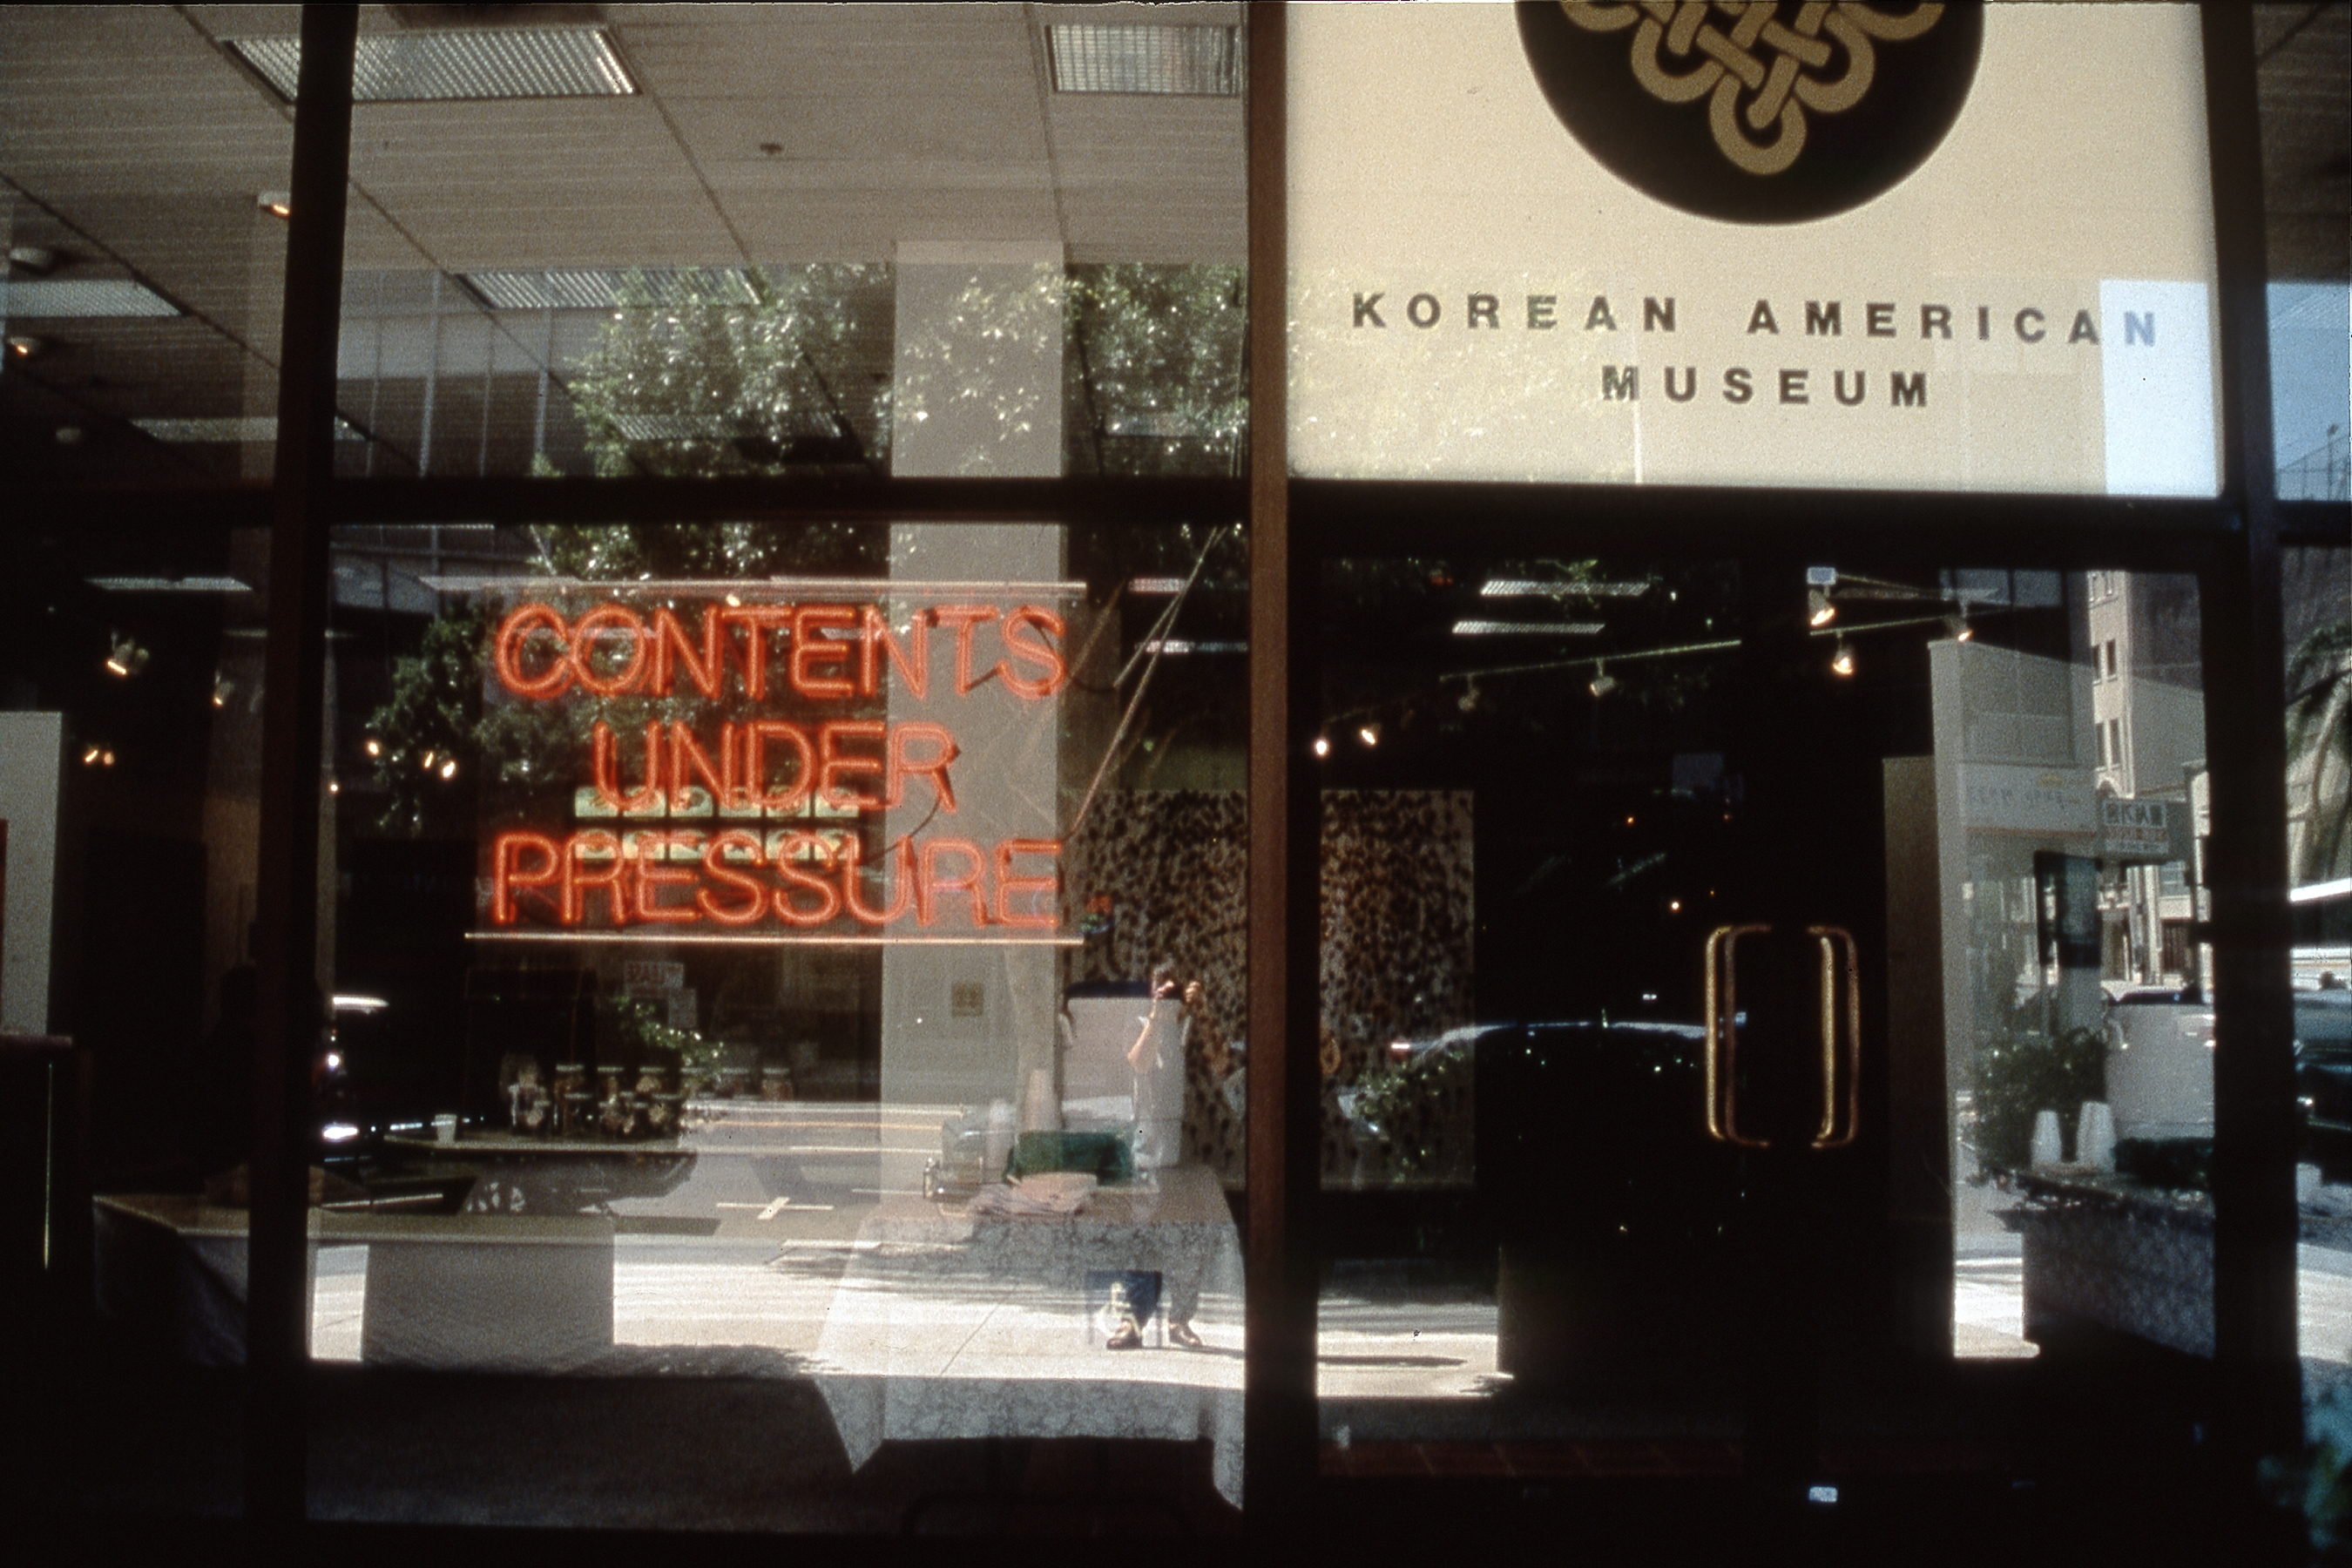 KOREAN AMERICAN
MUSEUM
CONTENTS
UNDER
PRESSURE